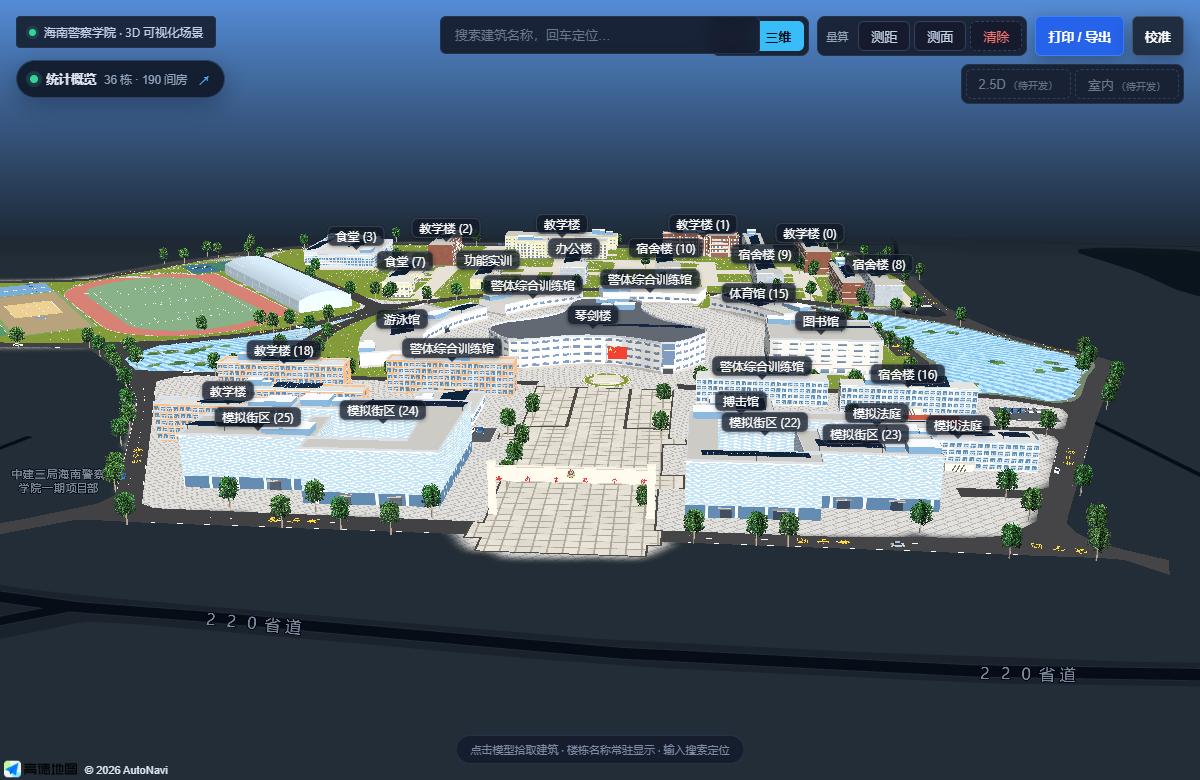 海南警察学院 · 3D 可视化场景
搜索建筑名称，回车定位...
三维
量算
测距
测面
清除
打印 / 导出
校准
统计概览 36 栋 · 190 间房 ↗
2.5D （待开发）
室内 （待开发）
教学楼 (2)
教学楼
教学楼 (1)
教学楼 (0)
食堂 (3)
办公楼
宿舍楼 (10)
宿舍楼 (9)
食堂 (7)
功能实训
宿舍楼 (8)
警体综合训练馆
警体综合训练馆
体育馆 (15)
游泳馆
琴剑楼
图书馆
教学楼 (18)
警体综合训练馆
警体综合训练馆
宿舍楼 (16)
教学楼
搏击馆
模拟街区 (25)
模拟街区 (24)
模拟街区 (22)
模拟法庭
模拟街区 (23)
模拟法庭
中建三局海南警察
学院一期项目部
220省道
220省道
点击模型拾取建筑 · 楼栋名称常驻显示 · 输入搜索定位
高德地图 © 2026 AutoNavi